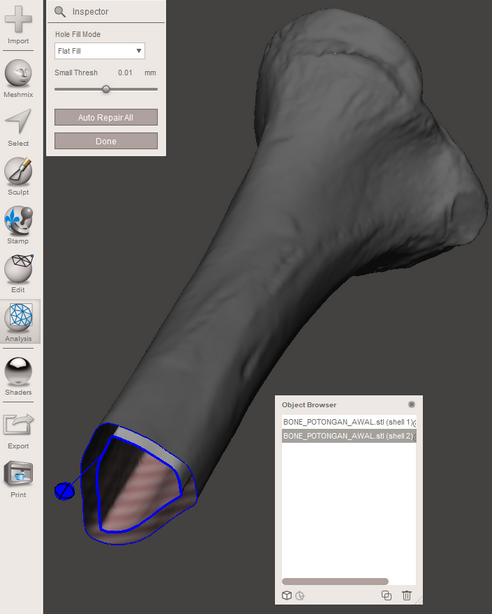 Import
Meshmix
Select
Sculpt
Stamp
Edit
Analysis
Shaders
Export
Print
Inspector
Hole Fill Mode
Flat Fill
Small Thresh 0.01 mm
Auto Repair All
Done
Object Browser
BONE_POTONGAN_AWAL.stl (shell 1)
BONE_POTONGAN_AWAL.stl (shell 2)